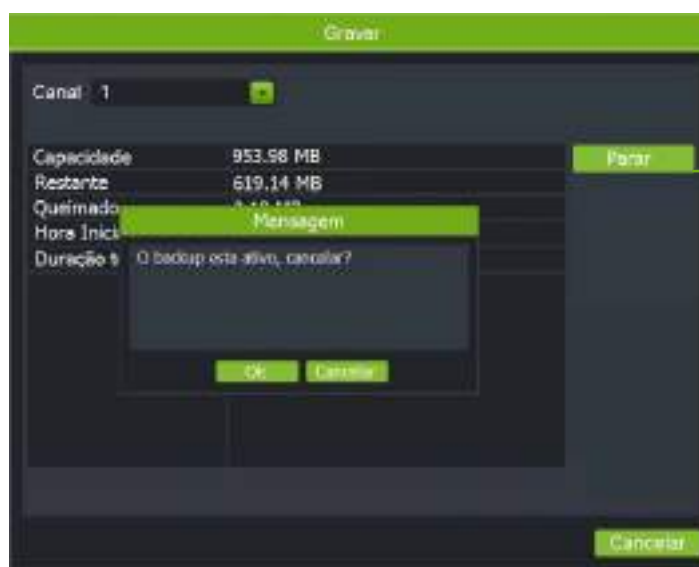 Gravar
Canal 1
Capacidade 953.98 MB
Parar
Restante 619.14 MB
Queimado
Mensagem
Hora Inici
Duração t
O backup esta ativo, cancelar?
Ok Cancelar
Cancelar